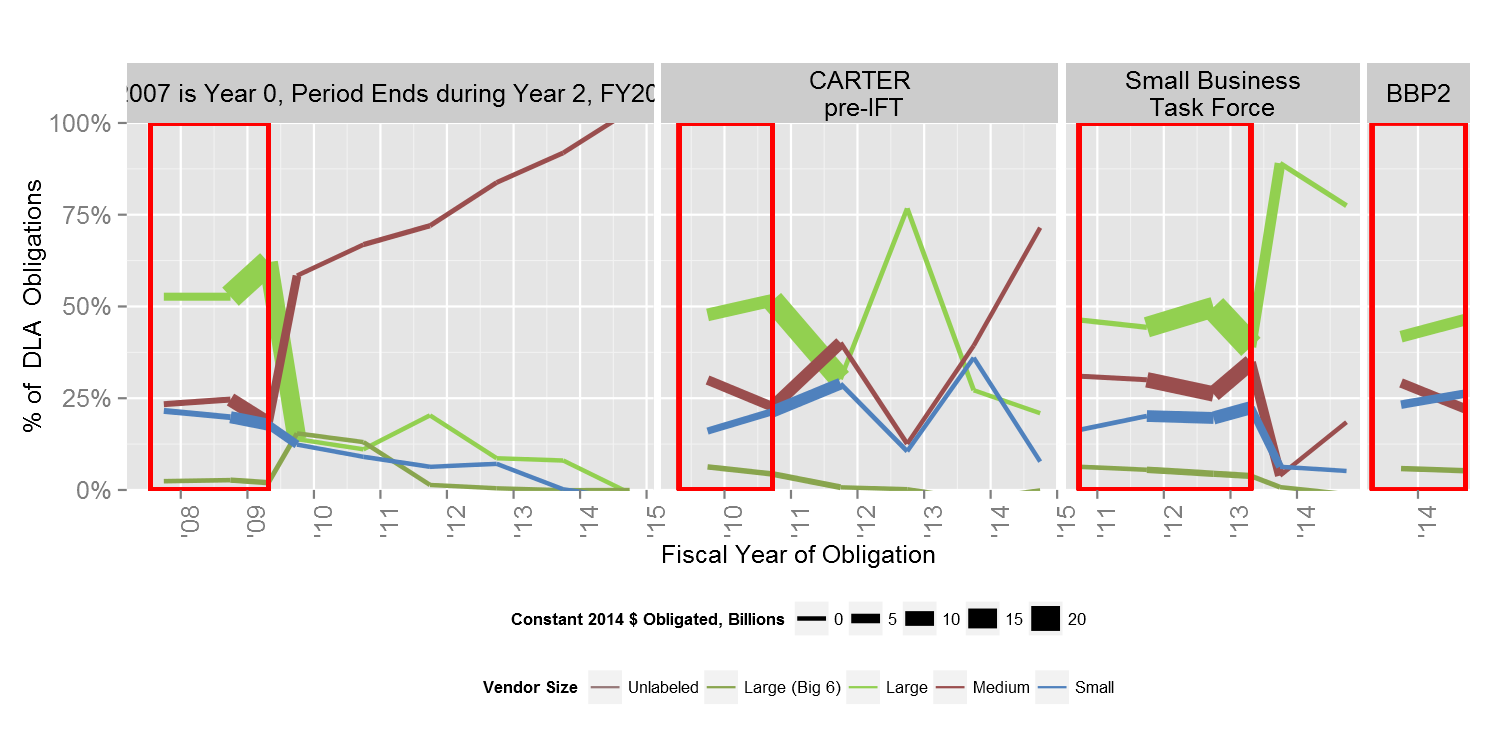 2007 is Year 0, Period Ends during Year 2, FY20
CARTER
pre-IFT
Small Business
Task Force
BBP2
100%
75%
50%
25%
0%
% of DLA Obligations
'08
'09
'10
'11
'12
'13
'14
'15
'10
'11
'12
'13
'14
'15
'11
'12
'13
'14
'14
Fiscal Year of Obligation
Constant 2014 $ Obligated, Billions 0 5 10 15 20
Vendor Size Unlabeled Large (Big 6) Large Medium Small